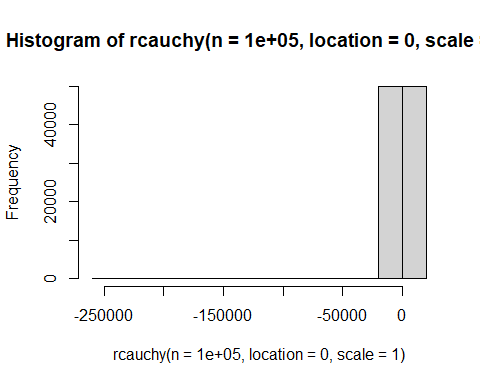 Histogram of rcauchy(n = 1e+05, location = 0, scale =
Frequency
40000
20000
0
-250000
-150000
-50000
0
rcauchy(n = 1e+05, location = 0, scale = 1)